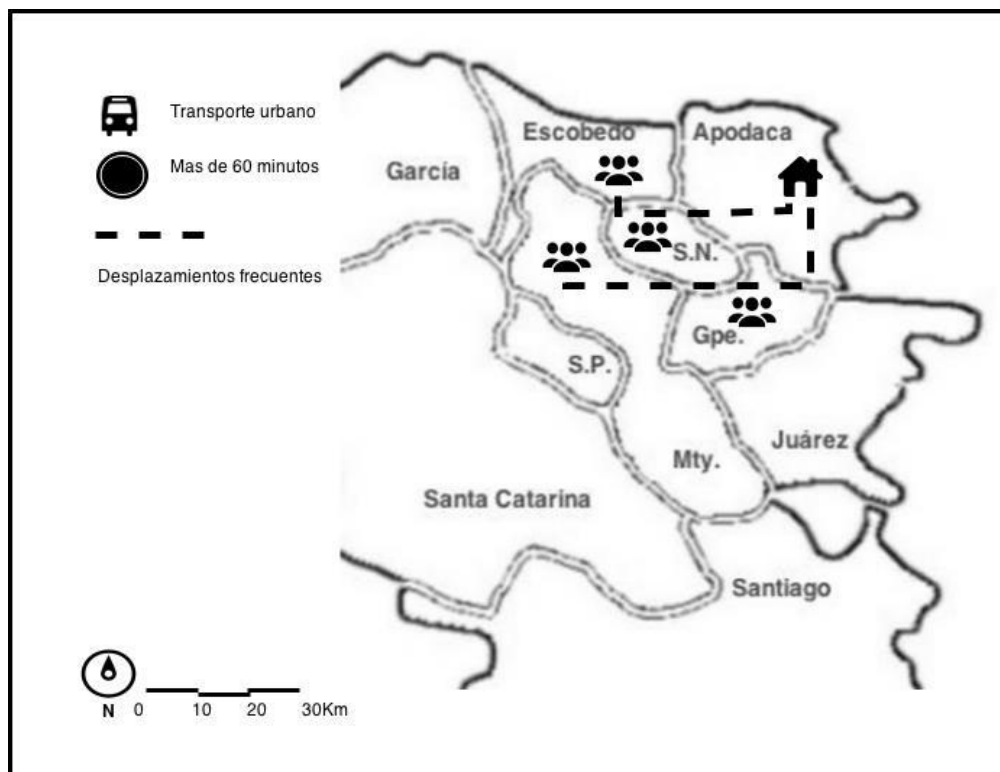 Transporte urbano
Mas de 60 minutos
Desplazamientos frecuentes
Escobedo
Apodaca
García
S.N.
Gpe.
S.P.
Juárez
Mty.
Santa Catarina
Santiago
N 0 10 20 30Km